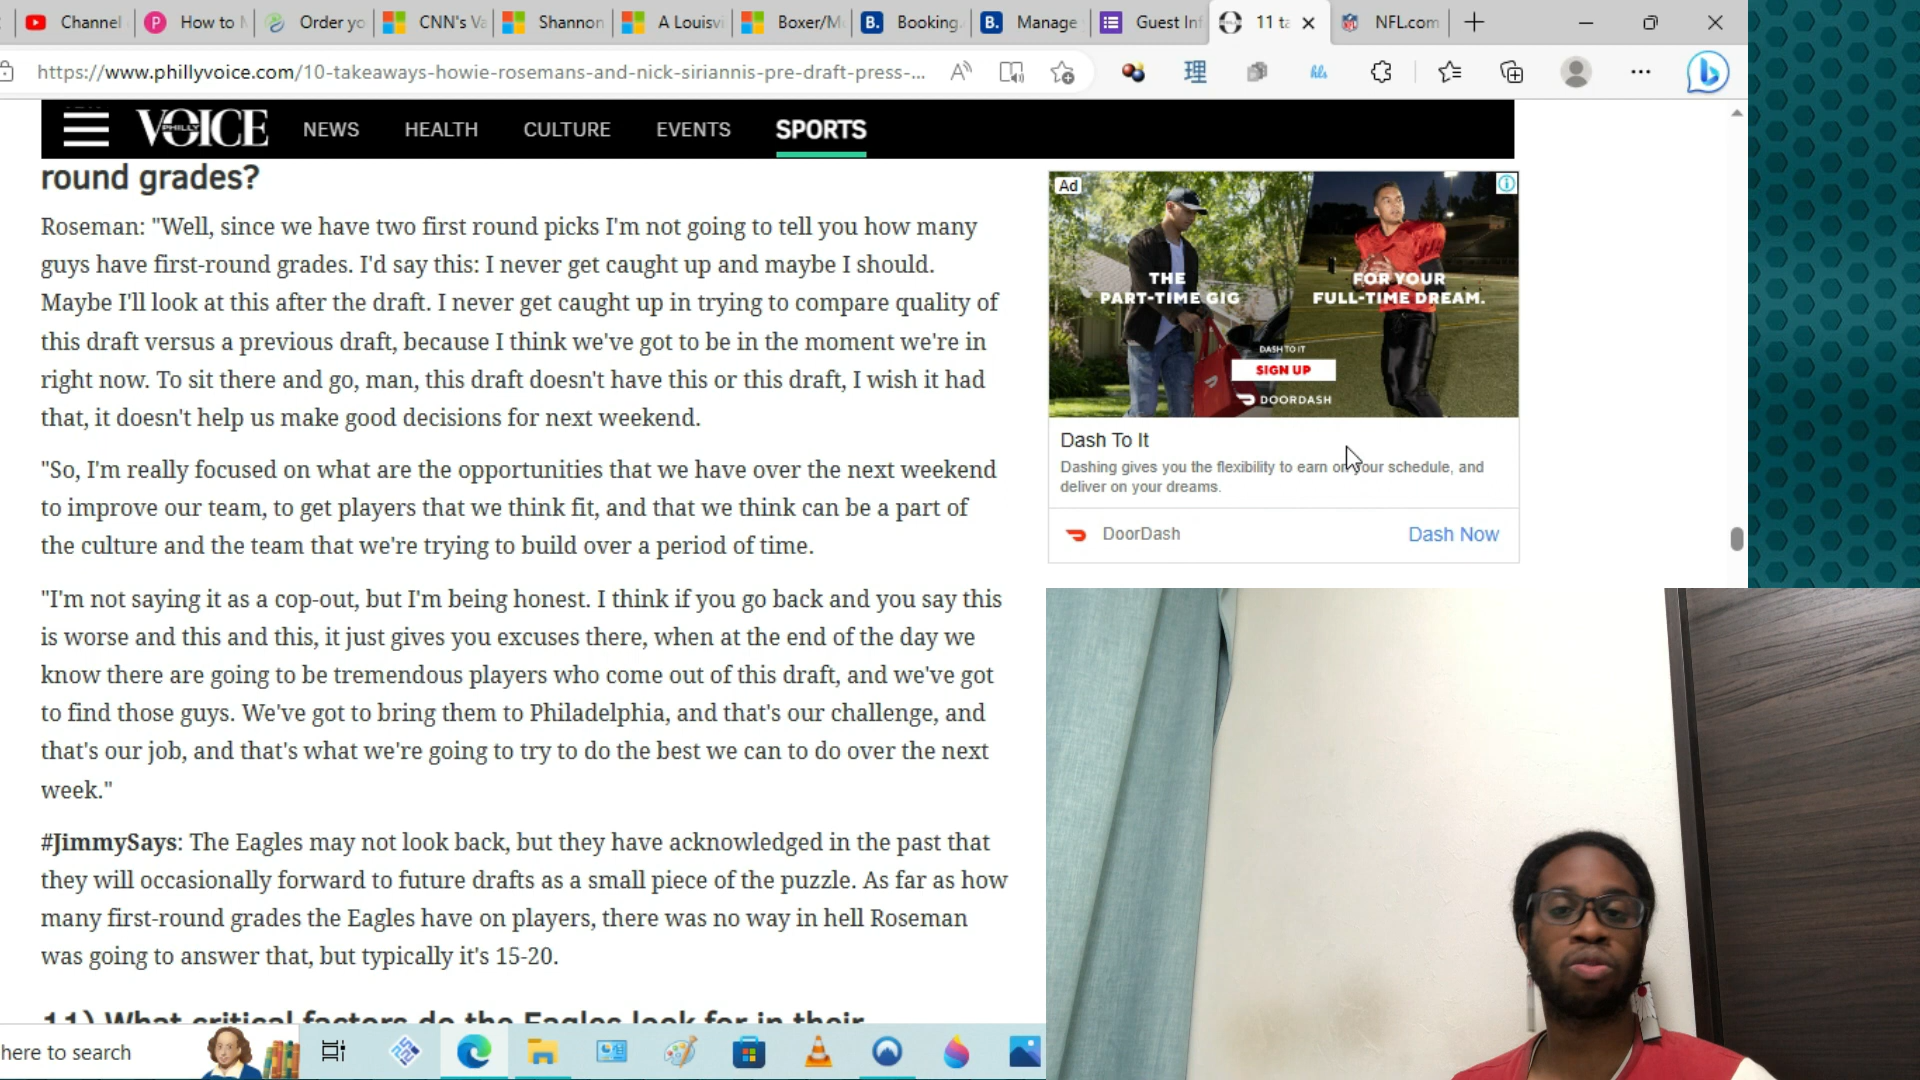 Channel
How to
Order yo
CNN's Va
Shannon
A Louisvi
Boxer/M
B.
Booking.
B.
Manage
Guest Inf
11 ta
NFL.com
https://www.phillyvoice.com/10-takeaways-howie-rosemans-and-nick-siriannis-pre-draft-press-...
理
hls
PHILLY VOICE
NEWS
HEALTH
CULTURE
EVENTS
SPORTS
round grades?
Roseman: "Well, since we have two first round picks I'm not going to tell you how many
guys have first-round grades. I'd say this: I never get caught up and maybe I should.
Maybe I'll look at this after the draft. I never get caught up in trying to compare quality of
this draft versus a previous draft, because I think we've got to be in the moment we're in
right now. To sit there and go, man, this draft doesn't have this or this draft, I wish it had
that, it doesn't help us make good decisions for next weekend.
"So, I'm really focused on what are the opportunities that we have over the next weekend
to improve our team, to get players that we think fit, and that we think can be a part of
the culture and the team that we're trying to build over a period of time.
"I'm not saying it as a cop-out, but I'm being honest. I think if you go back and you say this
is worse and this and this, it just gives you excuses there, when at the end of the day we
know there are going to be tremendous players who come out of this draft, and we've got
to find those guys. We've got to bring them to Philadelphia, and that's our challenge, and
that's our job, and that's what we're going to try to do the best we can to do over the next
week."
#JimmySays: The Eagles may not look back, but they have acknowledged in the past that
they will occasionally forward to future drafts as a small piece of the puzzle. As far as how
many first-round grades the Eagles have on players, there was no way in hell Roseman
was going to answer that, but typically it's 15-20.
11) What critical factors do the Eagles look for in their
Ad
THE
PART-TIME GIG
FOR YOUR
FULL-TIME DREAM.
DASH TO IT
SIGN UP
DOORDASH
Dash To It
Dashing gives you the flexibility to earn on your schedule, and
deliver on your dreams.
DoorDash
Dash Now
here to search